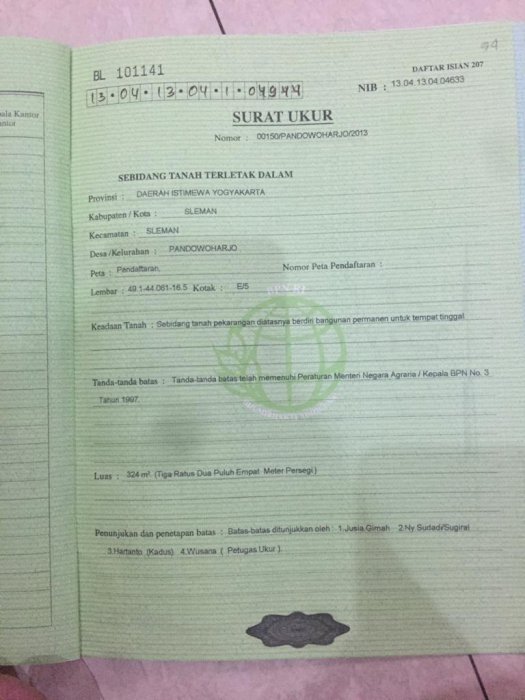 99
BL 101141
DAFTAR ISIAN 207
13.04.13.04.1.04944
NIB : 13.04.13.04.04633
SURAT UKUR
Nomor : 00150/PANDOWOHARJO/2013
SEBIDANG TANAH TERLETAK DALAM
Provinsi : DAERAH ISTIMEWA YOGYAKARTA
Kabupaten / Kota : SLEMAN
Kecamatan : SLEMAN
Desa/Kelurahan : PANDOWOHARJO
Peta : Pendaftaran, Nomor Peta Pendaftaran :
Lembar : 49.1-44.061-16.5 Kotak : E/5
Keadaan Tanah : Sebidang tanah pekarangan diatasnya berdiri bangunan permanen untuk tempat tinggal
Tanda-tanda batas : Tanda-tanda batas telah memenuhi Peraturan Menteri Negara Agraria / Kepala BPN No. 3
Tahun 1997.
Luas : 324 m². (Tiga Ratus Dua Puluh Empat Meter Persegi)
Penunjukan dan penetapan batas : Batas-batas ditunjukkan oleh : 1.Jusia Gimah 2.Ny Sudadi/Sugirat
3.Hartanto (Kadus) 4.Wusana ( Petugas Ukur ).
ala Kantor